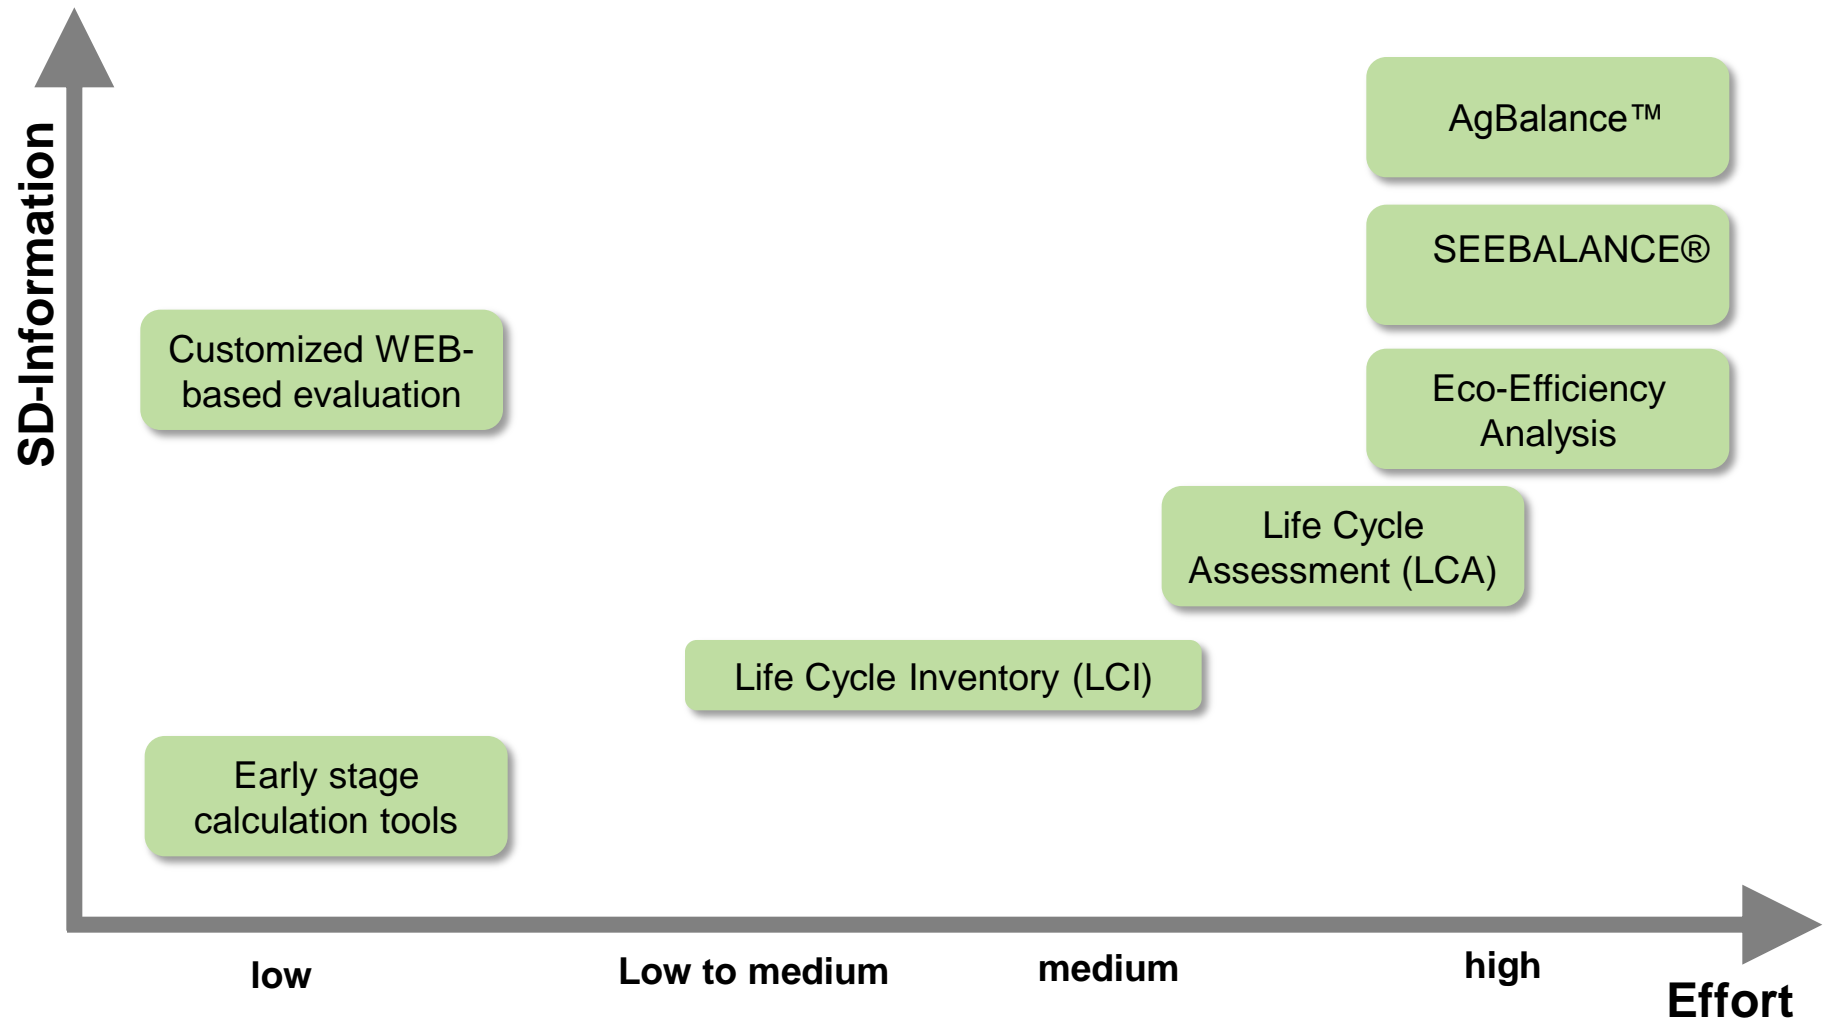 SD-Information
AgBalance™
SEEBALANCE®
Customized WEB-
based evaluation
Eco-Efficiency
Analysis
Life Cycle
Assessment (LCA)
Life Cycle Inventory (LCI)
Early stage
calculation tools
low
Low to medium
medium
high
Effort